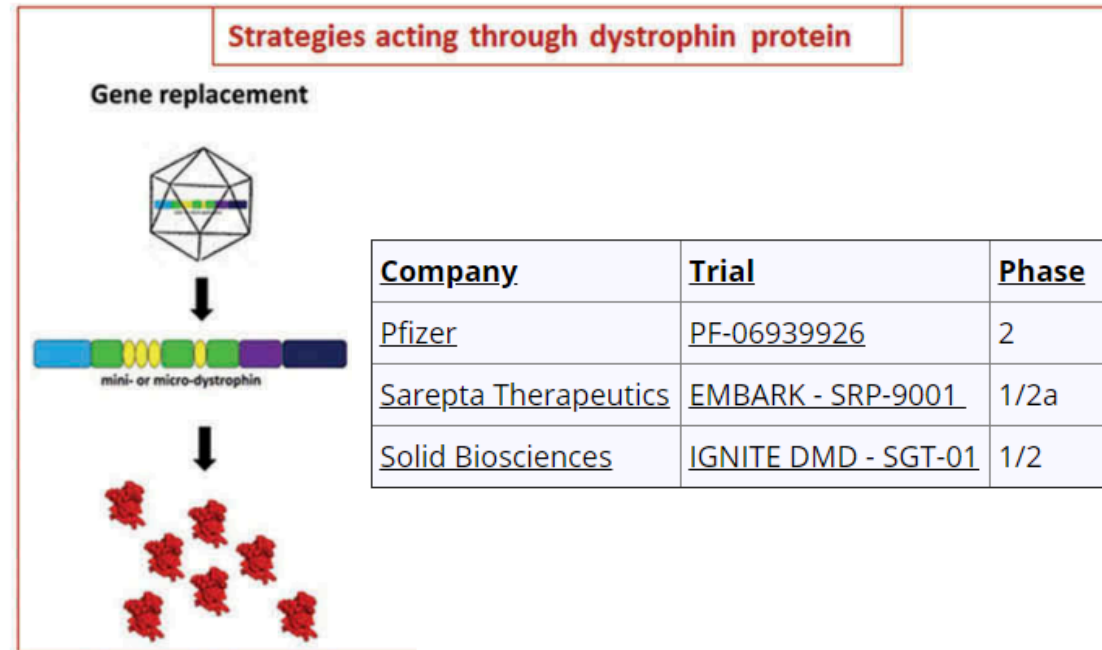 Strategies acting through dystrophin protein
Gene replacement
mini- or micro-dystrophin
Company Trial Phase
Pfizer PF-06939926 2
Sarepta Therapeutics EMBARK - SRP-9001 1/2a
Solid Biosciences IGNITE DMD - SGT-01 1/2